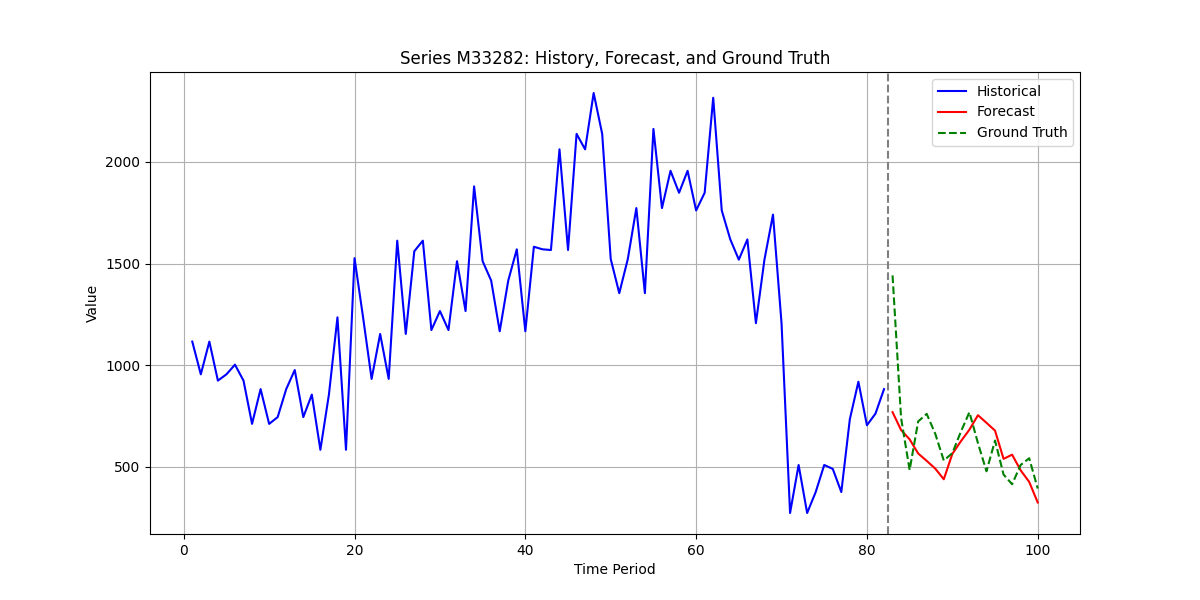 Series M33282: History, Forecast, and Ground Truth
Historical
Forecast
Ground Truth
Value
2000
1500
1000
500
0 20 40 60 80 100
Time Period